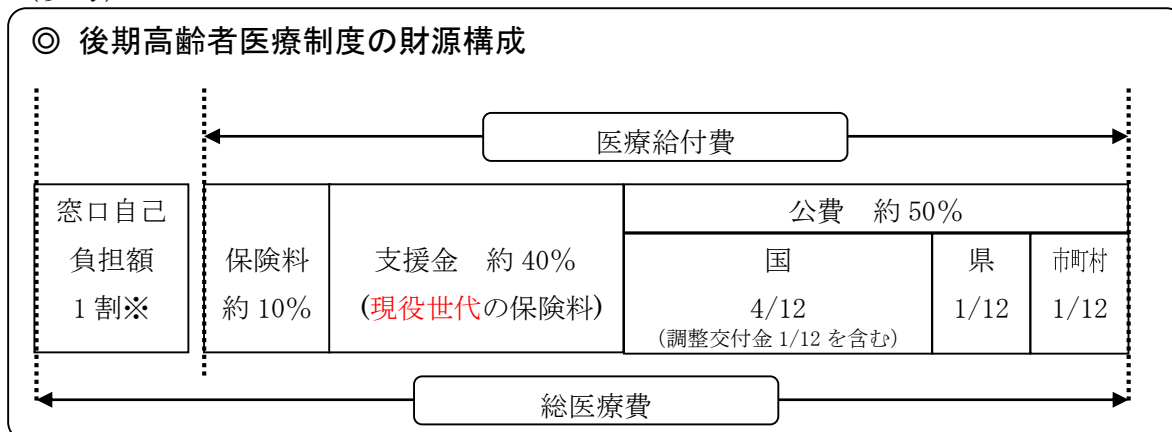 ◎ 後期高齢者医療制度の財源構成
医療給付費
窓口自己
負担額
1割※
保険料
約10%
支援金 約40%
(現役世代の保険料)
公費 約50%
国
4/12
(調整交付金1/12を含む)
県
1/12
市町村
1/12
総医療費